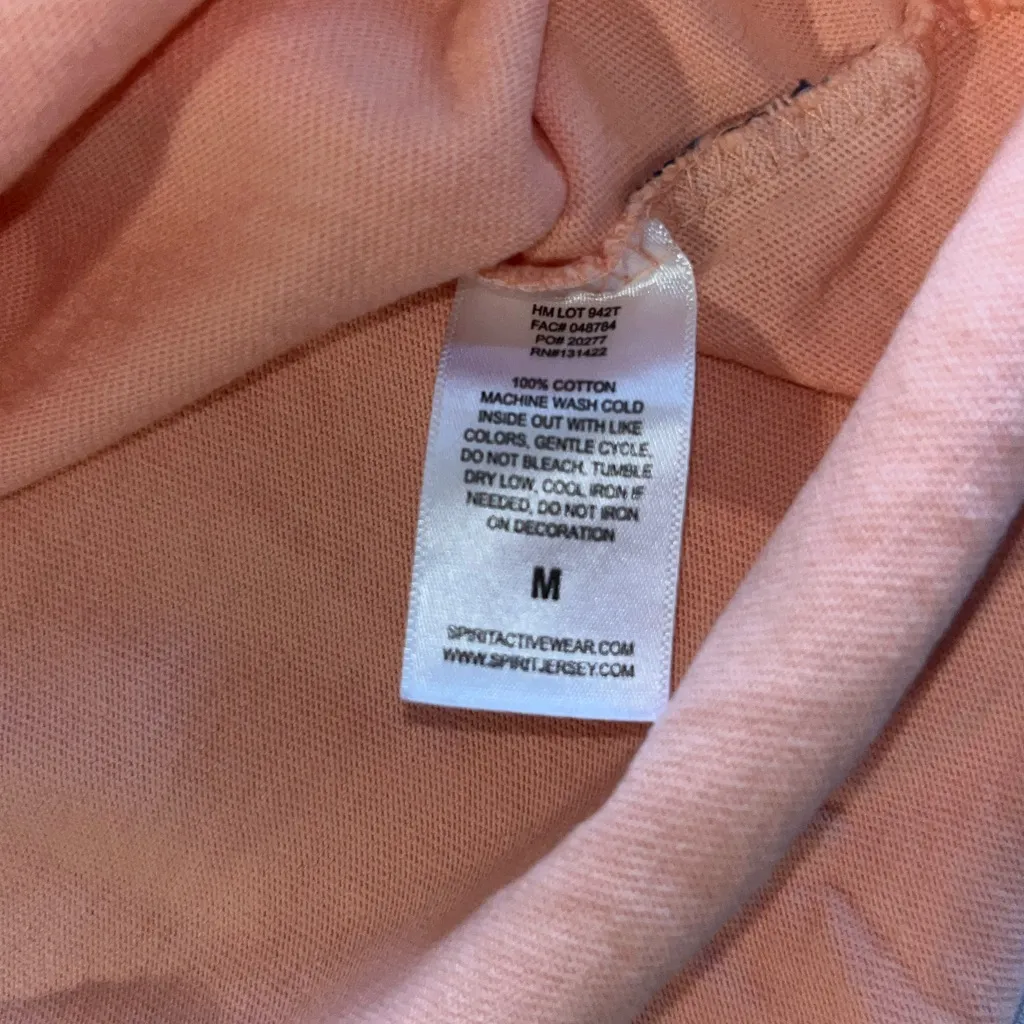 HM LOT 942T
FAC# 048784
PO# 20277
RN#131422
100% COTTON
MACHINE WASH COLD
INSIDE OUT WITH LIKE
COLORS, GENTLE CYCLE,
DO NOT BLEACH, TUMBLE
DRY LOW, COOL IRON IF
NEEDED, DO NOT IRON
ON DECORATION
M
SPIRITACTIVEWEAR.COM
WWW.SPIRITJERSEY.COM